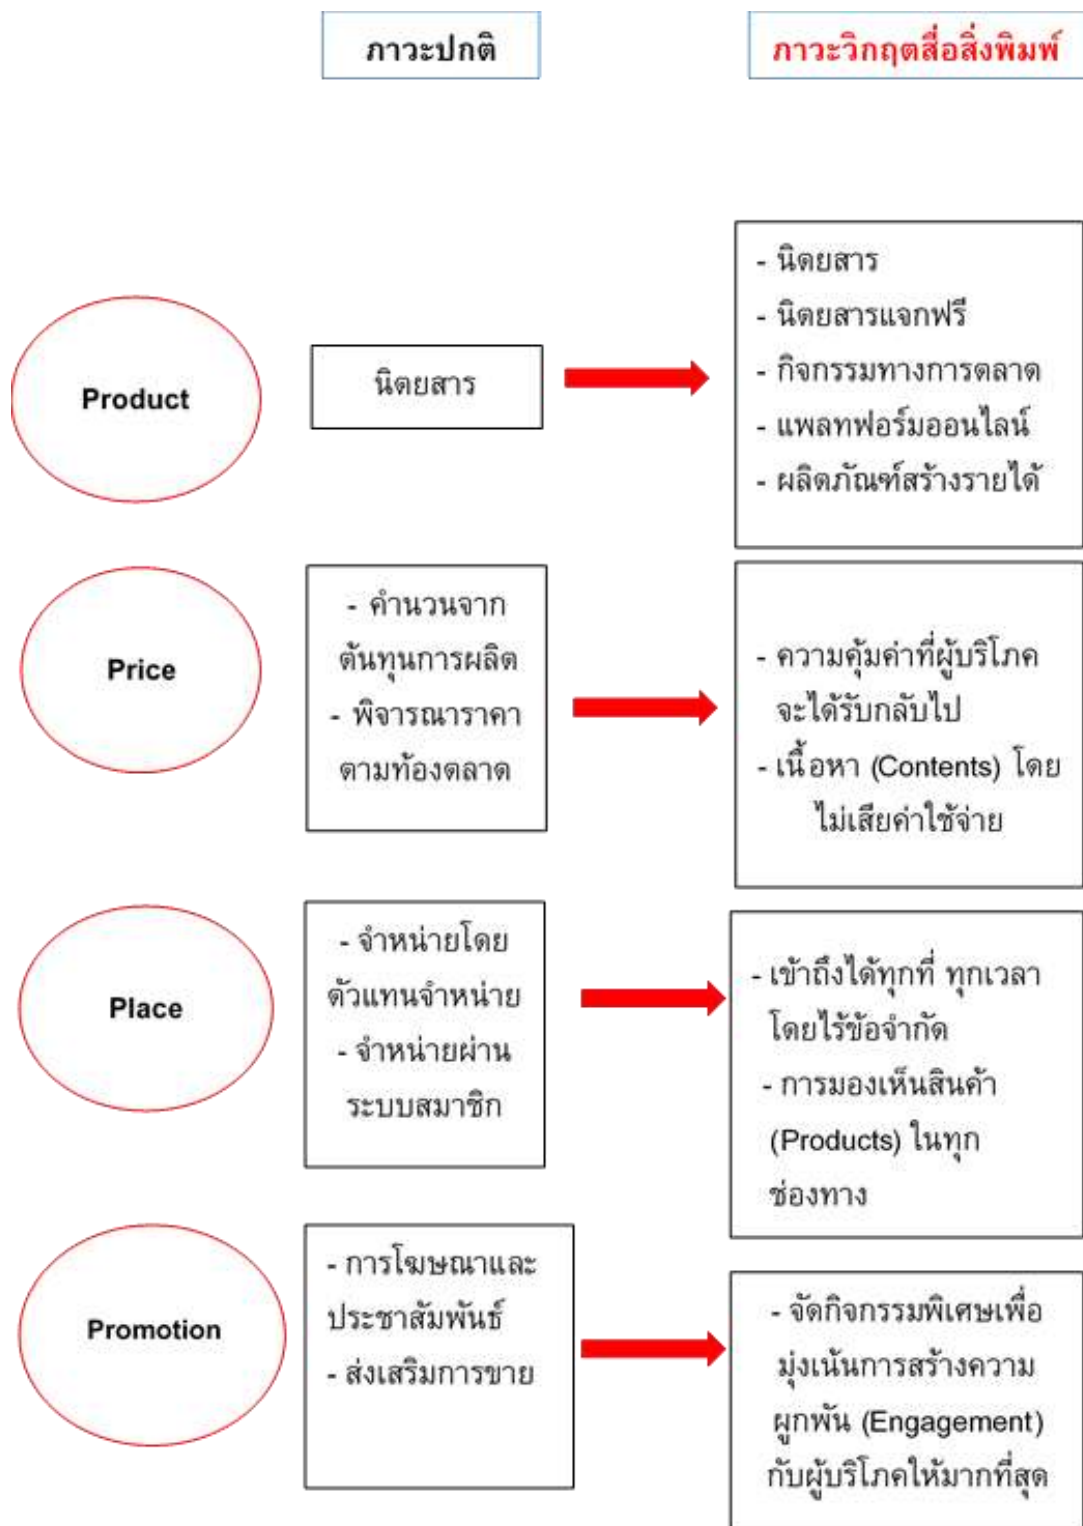 ภาวะปกติ
ภาวะวิกฤตสื่อสิ่งพิมพ์
Product
นิตยสาร
- นิตยสาร
- นิตยสารแจกฟรี
- กิจกรรมทางการตลาด
- แพลทฟอร์มออนไลน์
- ผลิตภัณฑ์สร้างรายได้
Price
- คำนวนจาก
ต้นทุนการผลิต
- พิจารณาราคา
ตามท้องตลาด
- ความคุ้มค่าที่ผู้บริโภค
จะได้รับกลับไป
- เนื้อหา (Contents) โดย
ไม่เสียค่าใช้จ่าย
Place
- จำหน่ายโดย
ตัวแทนจำหน่าย
- จำหน่ายผ่าน
ระบบสมาชิก
- เข้าถึงได้ทุกที่ ทุกเวลา
โดยไร้ข้อจำกัด
- การมองเห็นสินค้า
(Products) ในทุก
ช่องทาง
Promotion
- การโฆษณาและ
ประชาสัมพันธ์
- ส่งเสริมการขาย
- จัดกิจกรรมพิเศษเพื่อ
มุ่งเน้นการสร้างความ
ผูกพัน (Engagement)
กับผู้บริโภคให้มากที่สุด